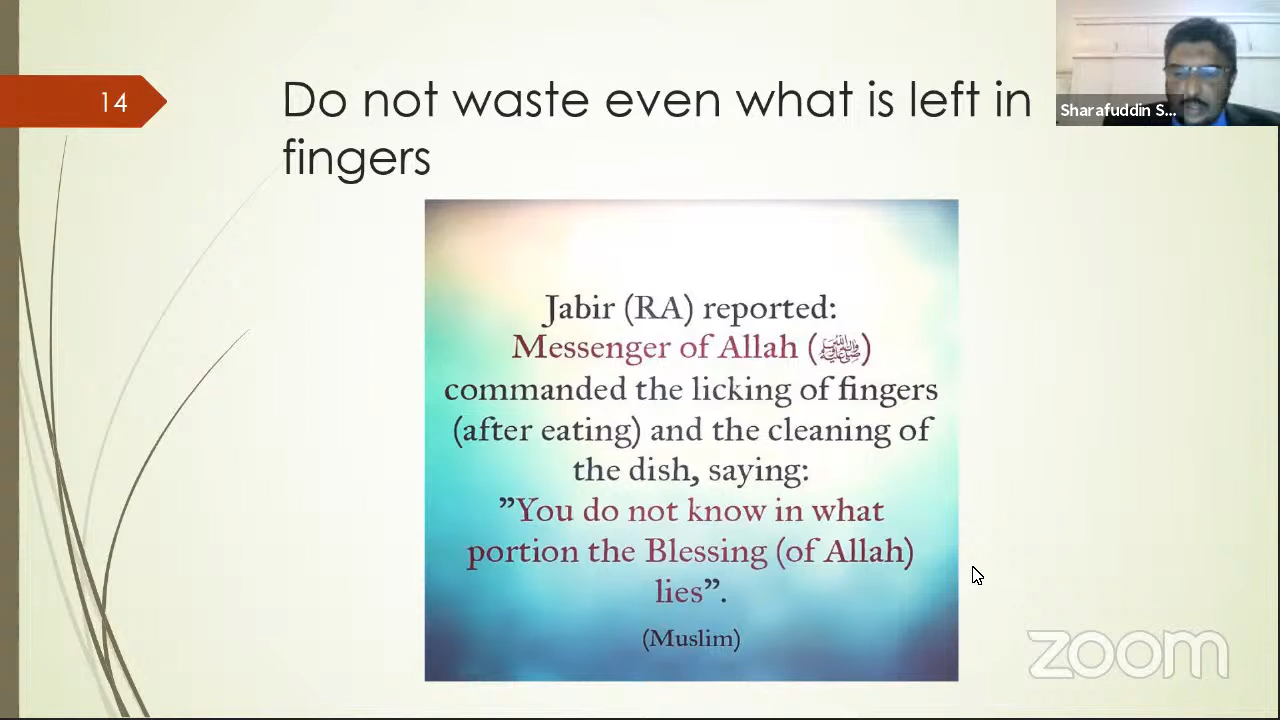 14
Do not waste even what is left in
fingers
Sharafuddin S...
Jabir (RA) reported:
Messenger of Allah (ﷺ)
commanded the licking of fingers
(after eating) and the cleaning of
the dish, saying:
”You do not know in what
portion the Blessing (of Allah)
lies”.
(Muslim)
zoom